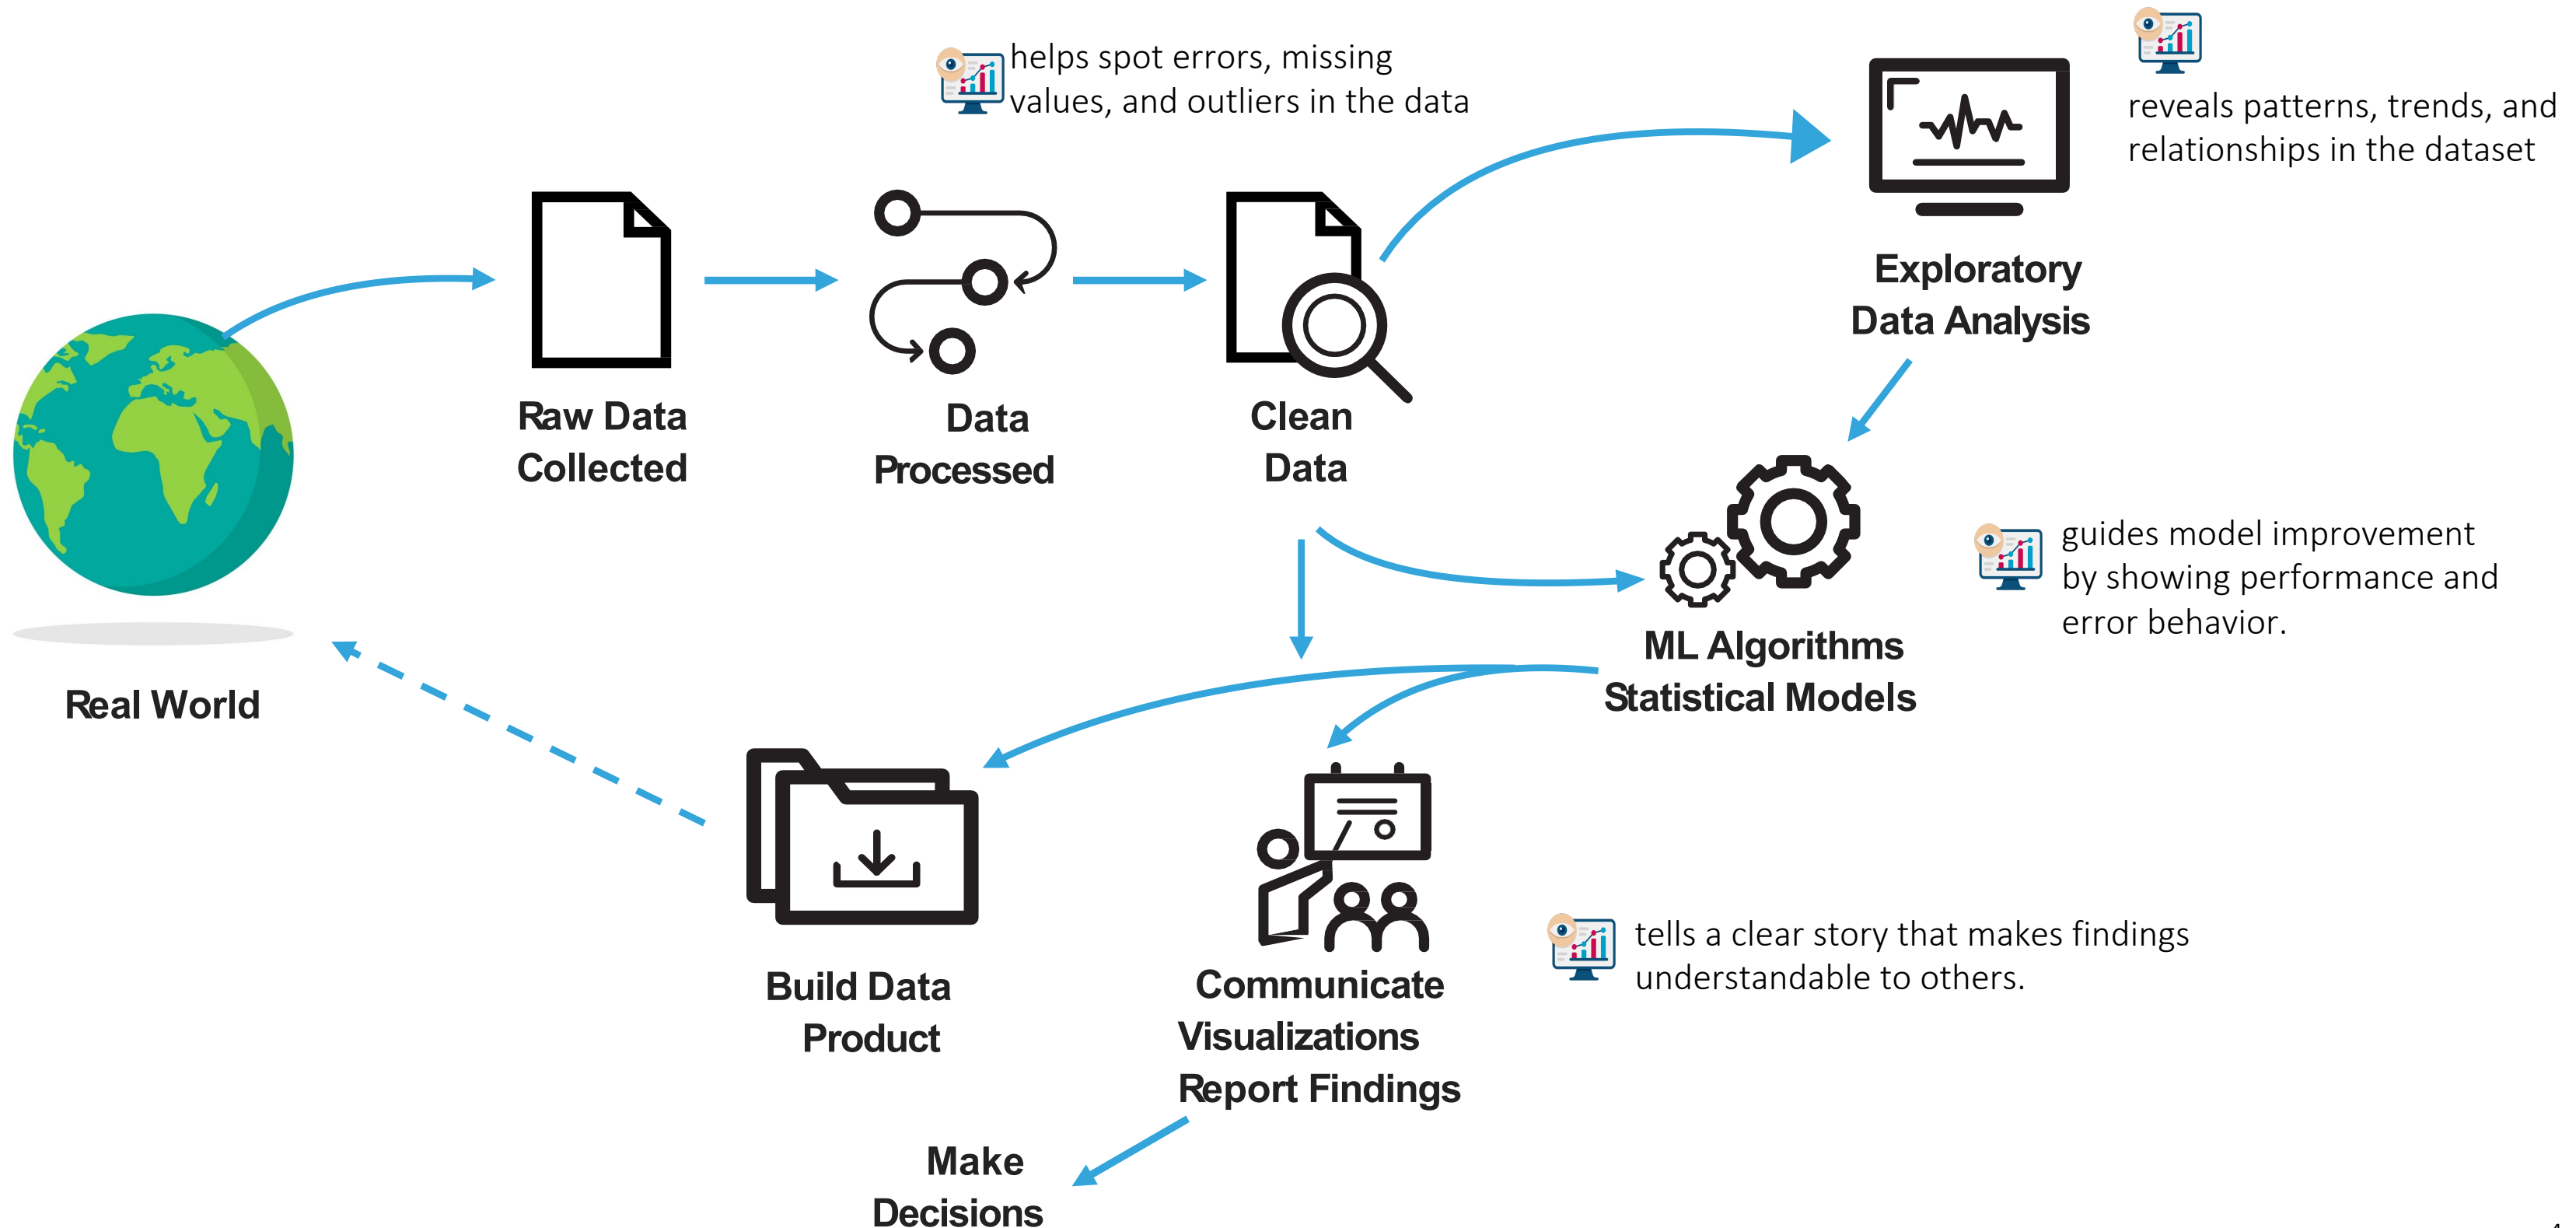 helps spot errors, missing
values, and outliers in the data
reveals patterns, trends, and
relationships in the dataset
Exploratory
Data Analysis
Raw Data
Collected
Data
Processed
Clean
Data
guides model improvement
by showing performance and
error behavior.
ML Algorithms
Statistical Models
Real World
tells a clear story that makes findings
understandable to others.
Build Data
Product
Communicate
Visualizations
Report Findings
Make
Decisions